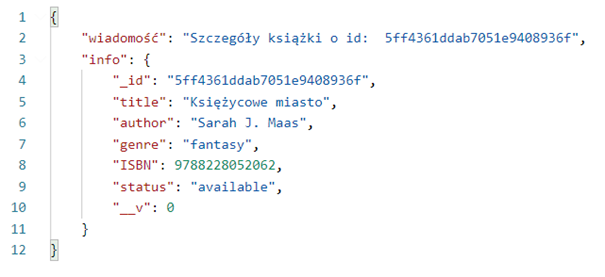 1 {
2 "wiadomość": "Szczegóły książki o id:  5ff4361ddab7051e9408936f",
3 "info": {
4 "_id": "5ff4361ddab7051e9408936f",
5 "title": "Księżycowe miasto",
6 "author": "Sarah J. Maas",
7 "genre": "fantasy",
8 "ISBN": 9788228052062,
9 "status": "available",
10 "__v": 0
11 }
12 }